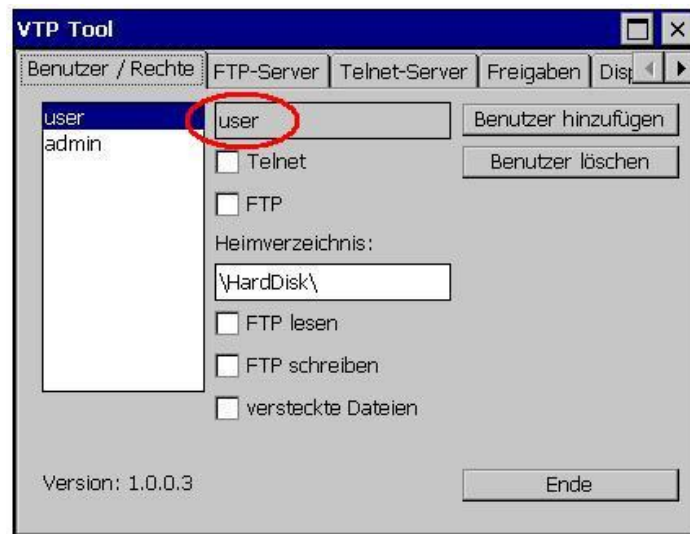 VTP Tool
Benutzer / Rechte FTP-Server Telnet-Server Freigaben
user
admin
user
Telnet
FTP
Heimverzeichnis:
\HardDisk\
FTP lesen
FTP schreiben
versteckte Dateien
Benutzer hinzufügen
Benutzer löschen
Version: 1.0.0.3
Ende